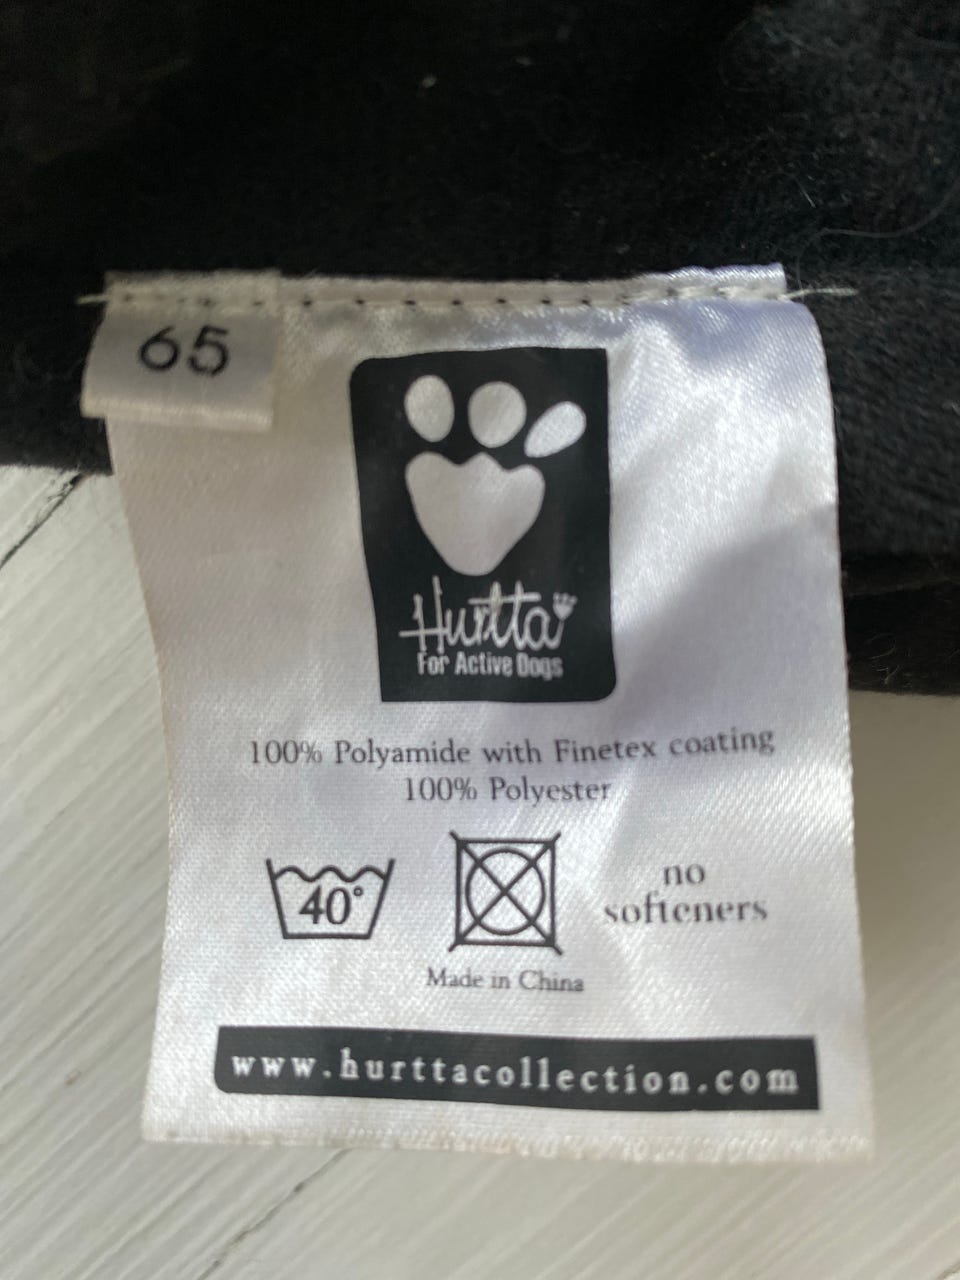 65
Hurtta
For Active Dogs
100% Polyamide with Finetex coating
100% Polyester
40°
no
softeners
Made in China
www.hurttacollection.com